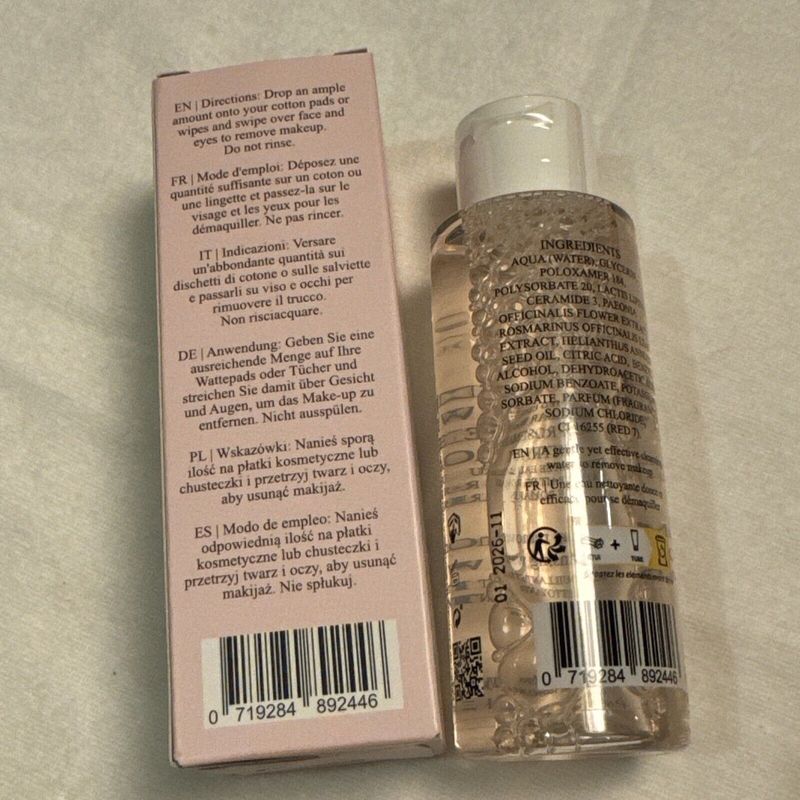 EN | Directions: Drop an ample
amount onto your cotton pads or
wipes and swipe over face and
eyes to remove makeup.
Do not rinse.
FR | Mode d'emploi: Déposez une
quantité suffisante sur un coton ou
une lingette et passez-la sur le
visage et les yeux pour les
démaquiller. Ne pas rincer.
IT | Indicazioni: Versare
un'abbondante quantità sui
dischetti di cotone o sulle salviette
e passarli su viso e occhi per
rimuovere il trucco.
Non risciacquare.
DE | Anwendung: Geben Sie eine
ausreichende Menge auf Ihre
Wattepads oder Tücher und
streichen Sie damit über Gesicht
und Augen, um das Make-up zu
entfernen. Nicht ausspülen.
PL | Wskazówki: Nanieś sporą
ilość na płatki kosmetyczne lub
chusteczki i przetrzyj twarz i oczy,
aby usunąć makijaż.
ES | Modo de empleo: Nanieś
odpowiednią ilość na płatki
kosmetyczne lub chusteczki i
przetrzyj twarz i oczy, aby usunąć
makijaż. Nie spłukuj.
0 719284 892446
INGREDIENTS
AQUA (WATER), GLYCERIN
POLOXAMER 184,
POLYSORBATE 20, LACTIS
CERAMIDE 3, PAEONIA
OFFICINALIS FLOWER
ROSMARINUS OFFICINALIS
EXTRACT, HELIANTHUS
SEED OIL, CITRIC ACID,
ALCOHOL, DEHYDROACETIC
SODIUM BENZOATE,
SORBATE, PARFUM
SODIUM CHLORIDE
(RED 7)
EN | A gentle yet effective
water to remove makeup
FR | Une eau nettoyante douce
se démaquiller
01 2026-11
+
0 719284 892446